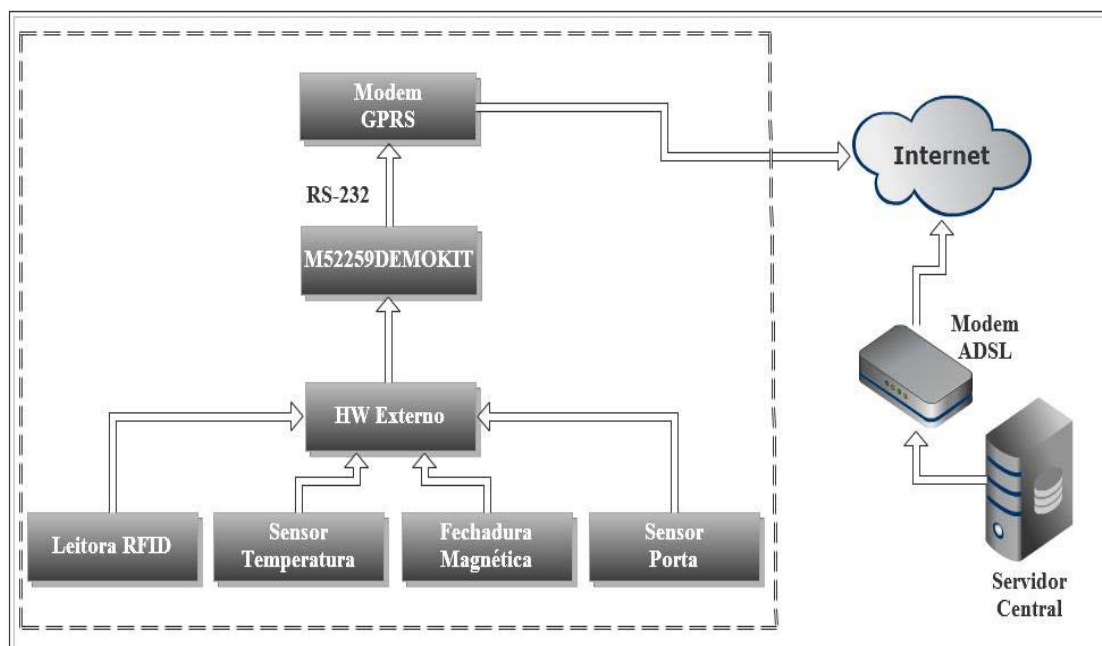 Modem
GPRS
Internet
RS-232
M52259DEMOKIT
Modem
ADSL
HW Externo
Leitora RFID
Sensor
Temperatura
Fechadura
Magnética
Sensor
Porta
Servidor
Central